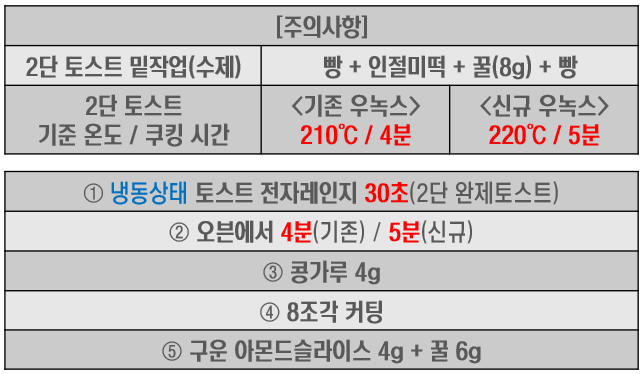 [주의사항]
2단 토스트 밑작업(수제)
빵 + 인절미떡 + 꿀(8g) + 빵
2단 토스트
기준 온도 / 쿠킹 시간
<기존 우녹스>
210℃ / 4분
<신규 우녹스>
220℃ / 5분
① 냉동상태 토스트 전자레인지 30초(2단 완제토스트)
② 오븐에서 4분(기존) / 5분(신규)
③ 콩가루 4g
④ 8조각 커팅
⑤ 구운 아몬드슬라이스 4g + 꿀 6g